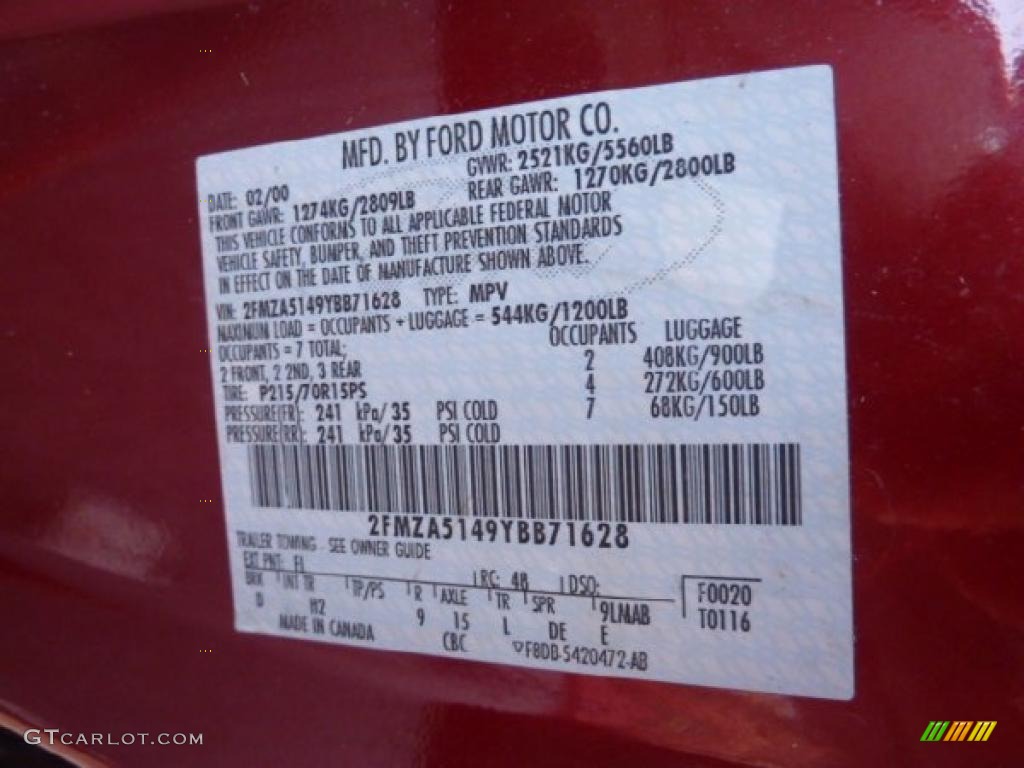 MFD. BY FORD MOTOR CO.
DATE: 02/00 GVWR: 2521KG/5560LB
FRONT GAWR: 1274KG/2809LB REAR GAWR: 1270KG/2800LB
THIS VEHICLE CONFORMS TO ALL APPLICABLE FEDERAL MOTOR
VEHICLE SAFETY, BUMPER, AND THEFT PREVENTION STANDARDS
IN EFFECT ON THE DATE OF MANUFACTURE SHOWN ABOVE.
VIN: 2FMZA5149YBB71628 TYPE: MPV
MAXIMUM LOAD = OCCUPANTS + LUGGAGE = 544KG/1200LB
OCCUPANTS = 7 TOTAL; OCCUPANTS LUGGAGE
2 FRONT, 2 2ND, 3 REAR 2 408KG/900LB
TIRE: P215/70R15PS 4 272KG/600LB
PRESSURE(FR): 241 kPa/35 PSI COLD 7 68KG/150LB
PRESSURE(RR): 241 kPa/35 PSI COLD
2FMZA5149YBB71628
TRAILER TOWING - SEE OWNER GUIDE
EXT PNT: FL RC: 48 DSO: F0020
BRK INT TR TP/PS R AXLE TR SPR 9LMAB T0116
D H2 9 15 L DE E
MADE IN CANADA CBC F8DB-5420472-AB
GTCARLOT.COM